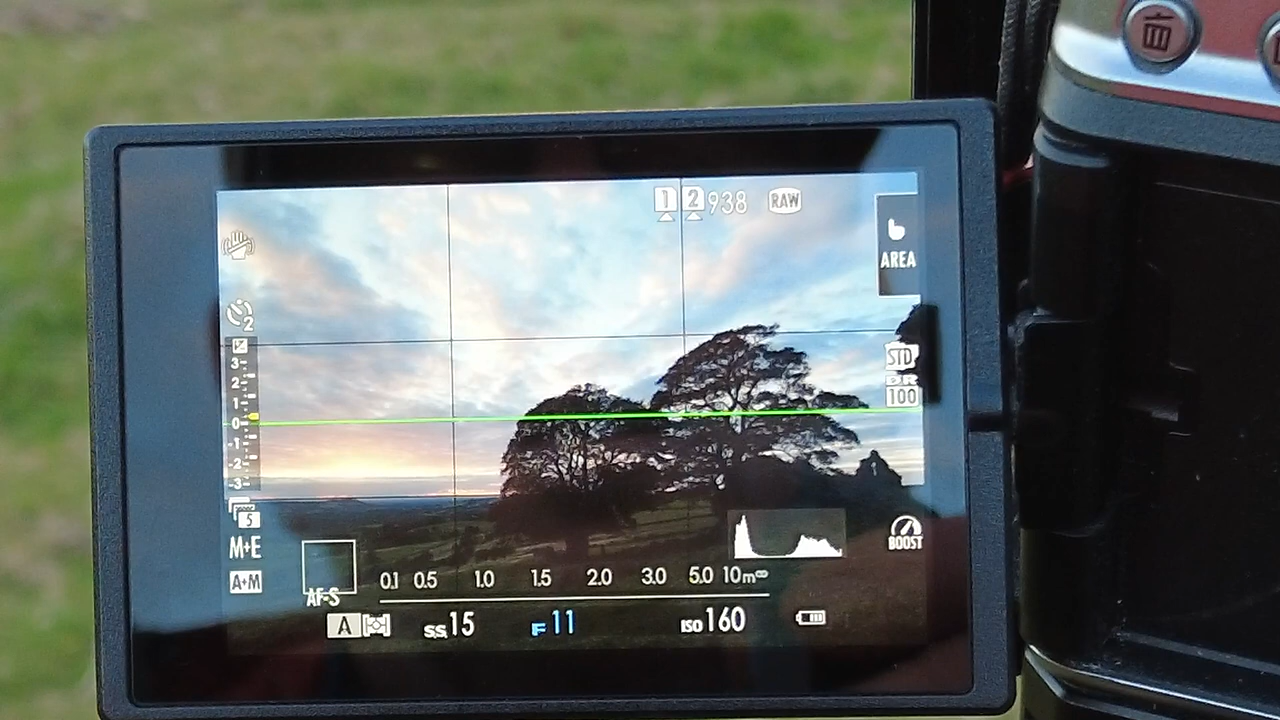 1 2 938 RAW
AREA
2
3
2
1
0
-1
-2
-3
STD
DR
100
5
M+E
A+M
BOOST
AF-S
0.1 0.5 1.0 1.5 2.0 3.0 5.0 10m∞
A SS 15 F 11 ISO 160